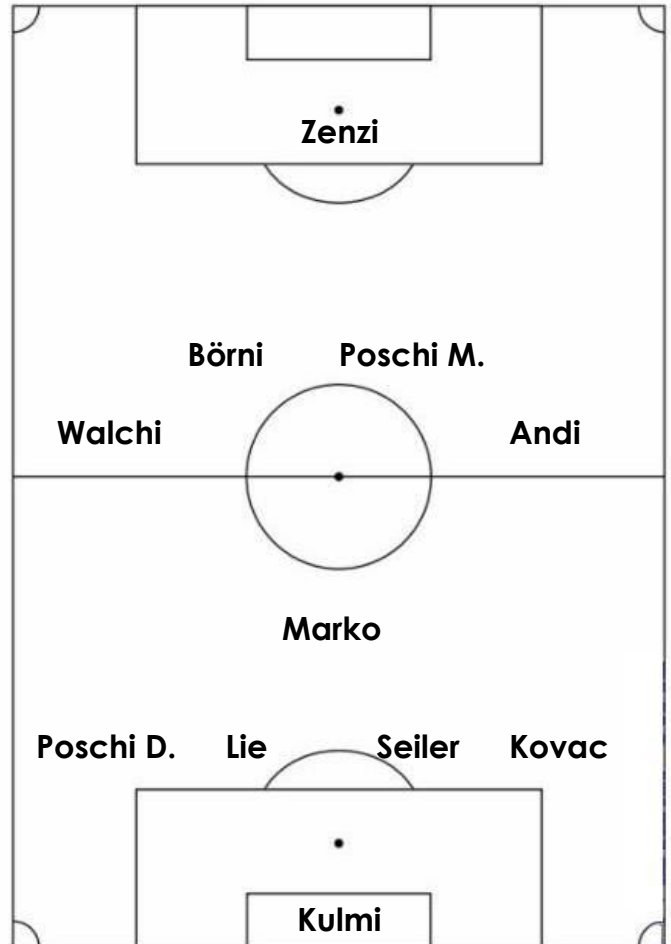 Zenzi
Börni Poschi M.
Walchi Andi
Marko
Poschi D. Lie Seiler Kovac
Kulmi